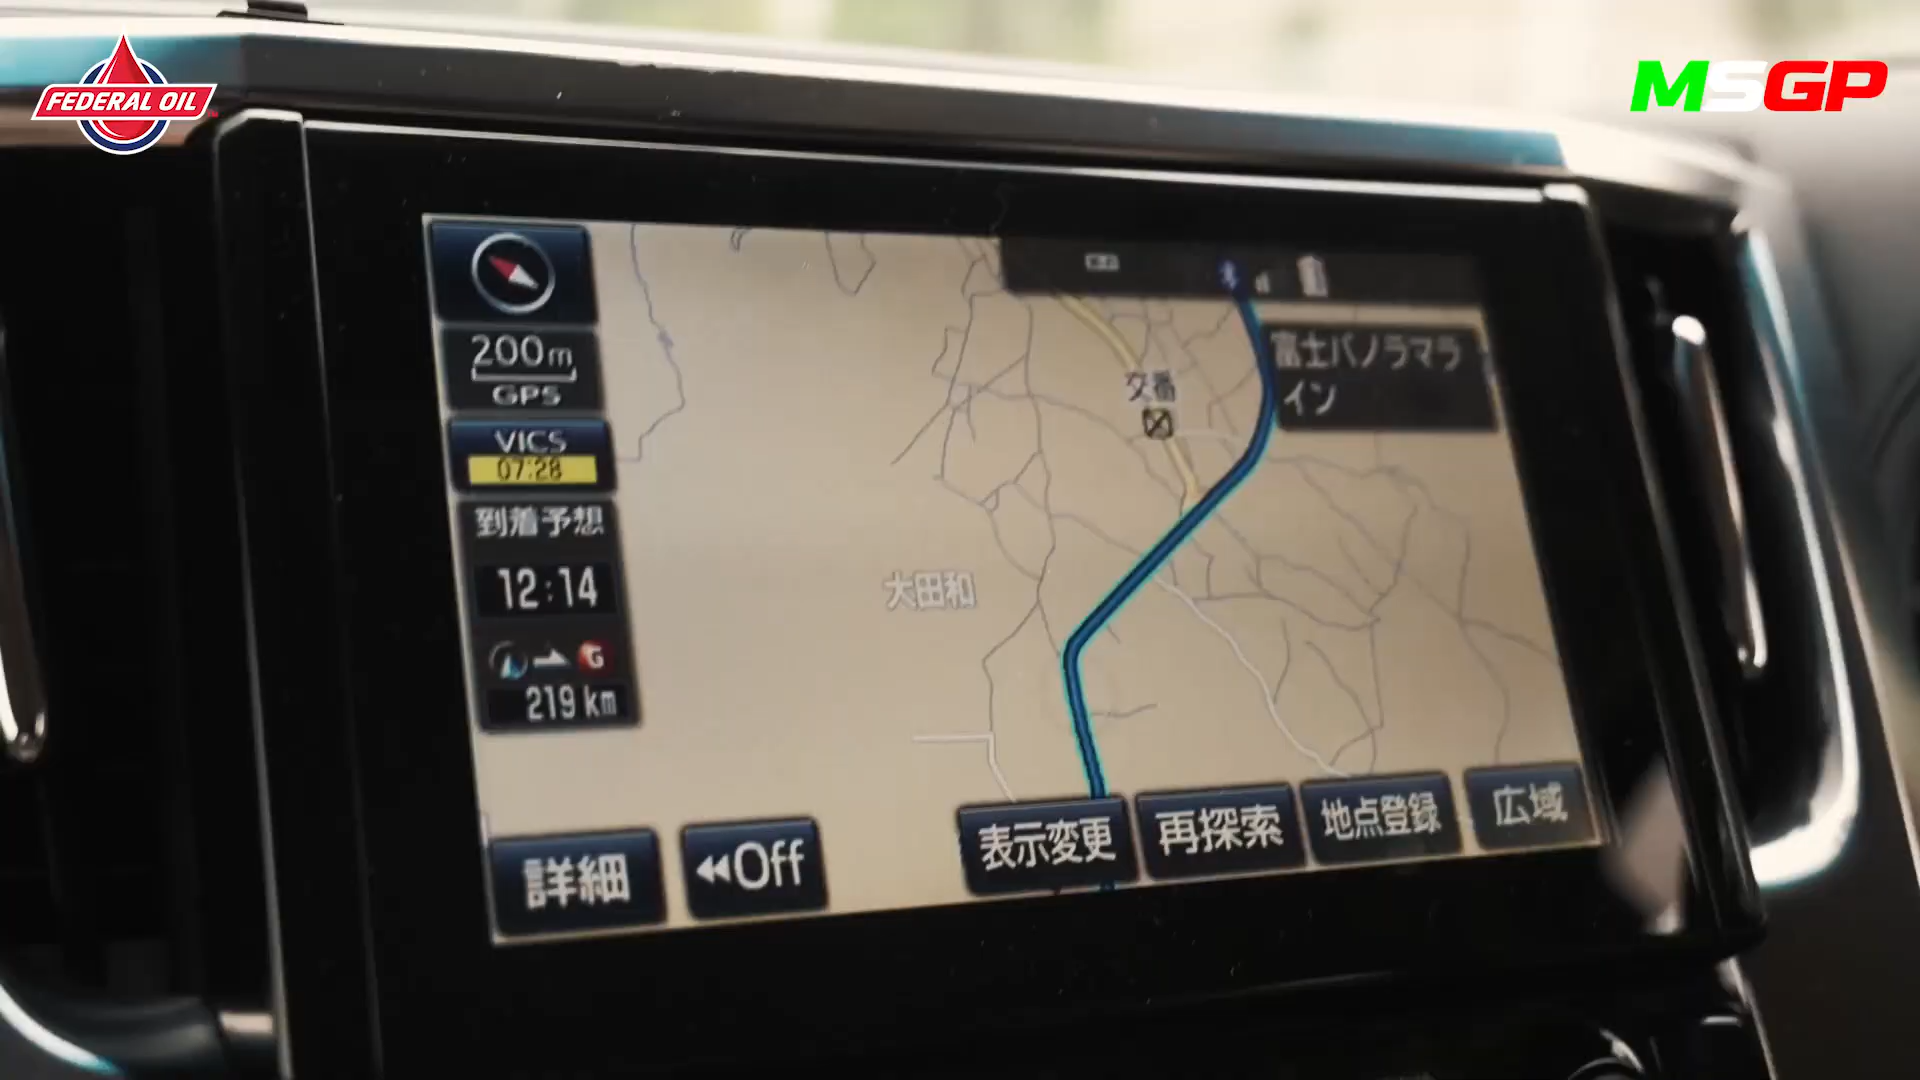 FEDERAL OIL
MSGP
200m
GPS
VICS
07:28
到着予想
12:14
G
219 km
富士パノラマラ
イン
交番
大田和
詳細
Off
表示変更
再探索
地点登録
広域